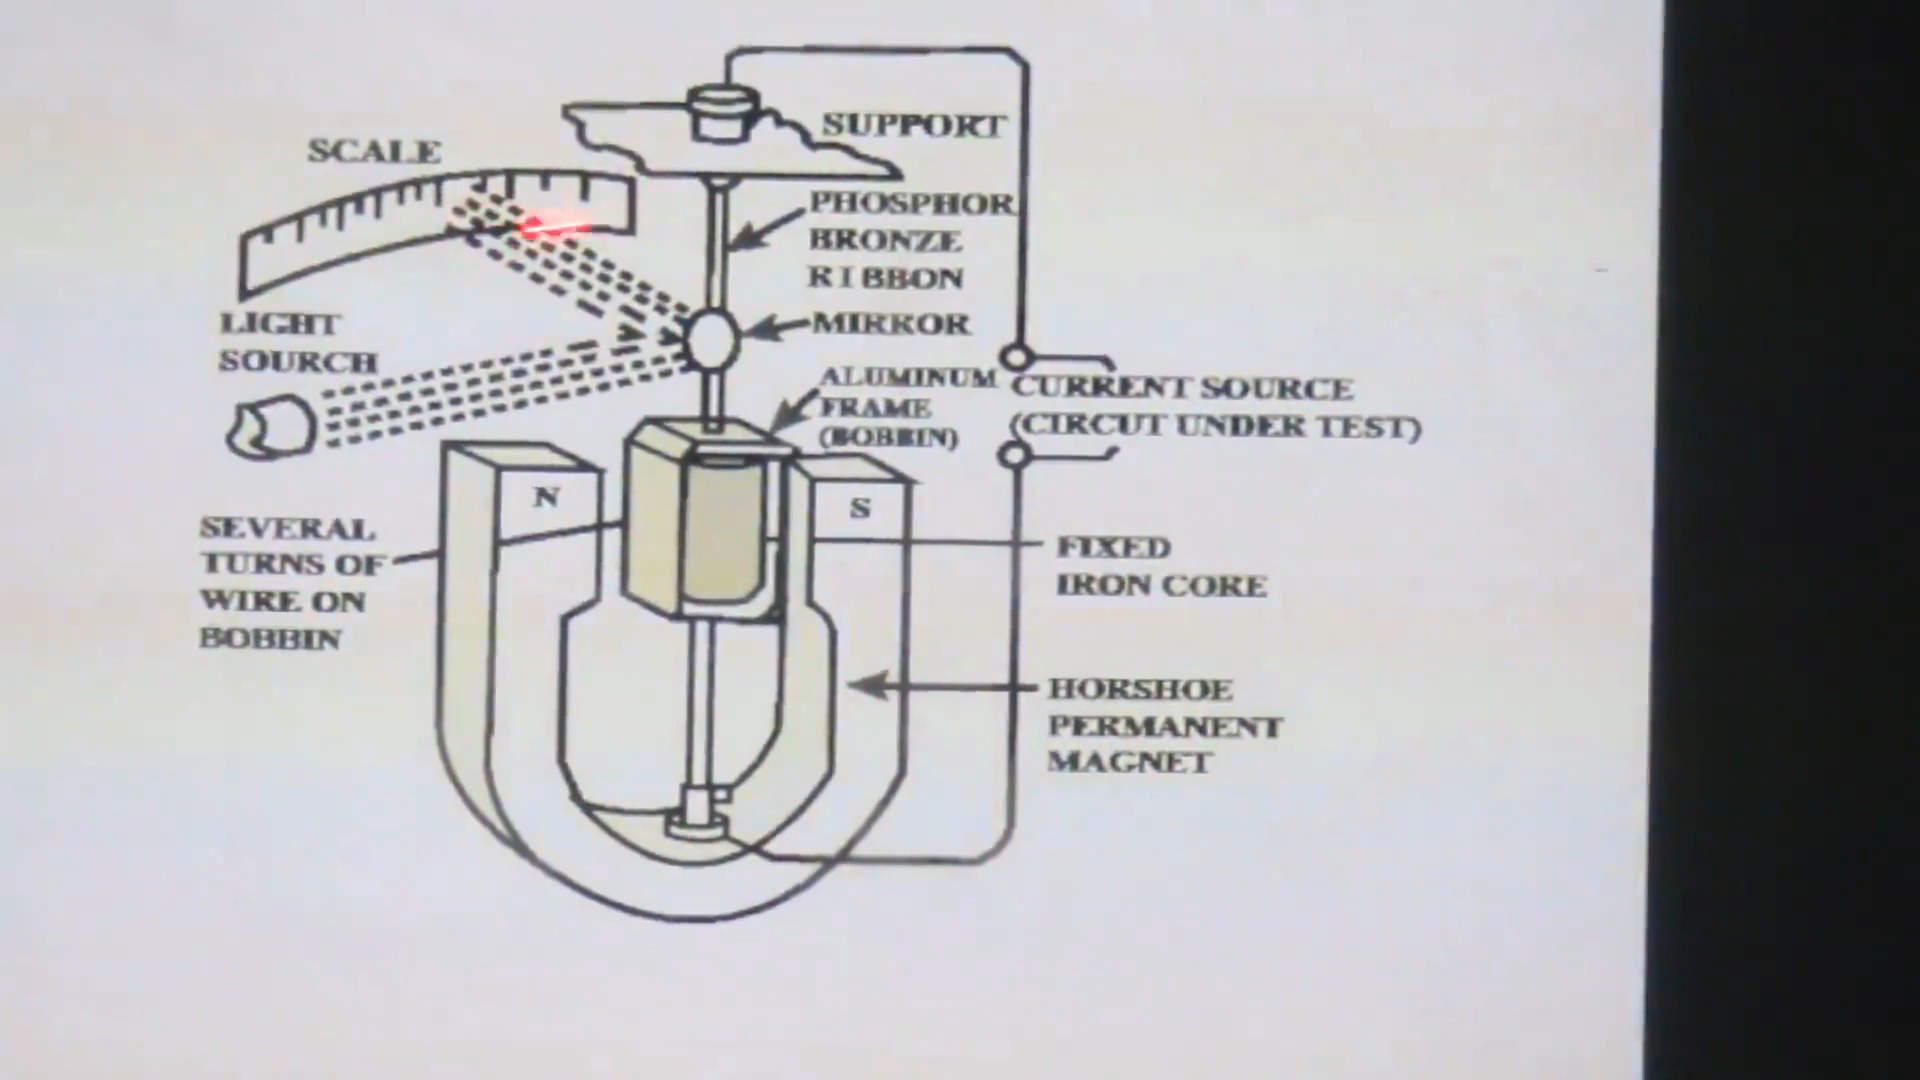 SUPPORT
SCALE
PHOSPHOR
BRONZE
RIBBON
LIGHT
SOURCH
MIRROR
ALUMINUM
FRAME
(BOBBIN)
CURRENT SOURCE
(CIRCUT UNDER TEST)
N
S
SEVERAL
TURNS OF
WIRE ON
BOBBIN
FIXED
IRON CORE
HORSHOE
PERMANENT
MAGNET